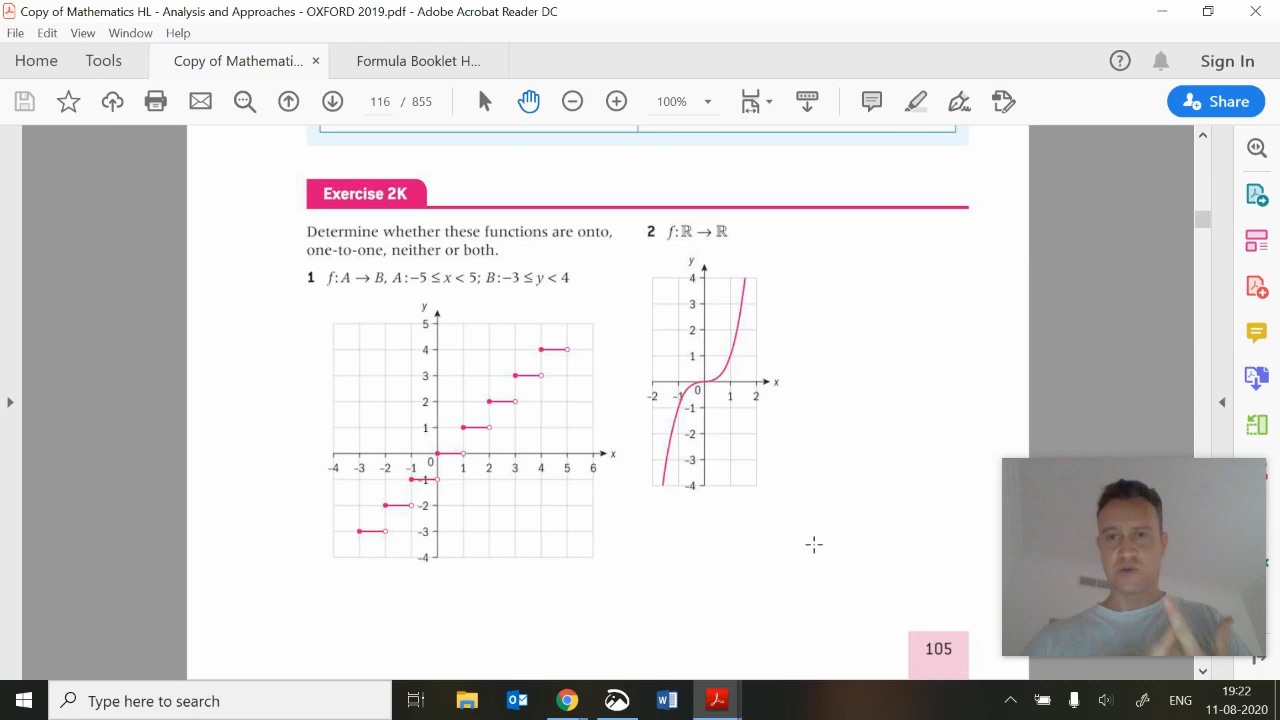 Copy of Mathematics HL - Analysis and Approaches - OXFORD 2019.pdf - Adobe Acrobat Reader DC
File Edit View Window Help
Home Tools Copy of Mathemati... × Formula Booklet H... Sign In
116 / 855 100% Share
Exercise 2K
Determine whether these functions are onto,
one-to-one, neither or both.
1 f: A → B, A: −5 ≤ x < 5; B: −3 ≤ y < 4
y
5
4
3
2
1
-4 -3 -2 -1 0 1 2 3 4 5 6 x
-1
-2
-3
-4
2 f: ℝ → ℝ
y
4
3
2
1
-2 -1 0 1 2 x
-1
-2
-3
-4
105
Type here to search
ENG
19:22
11-08-2020